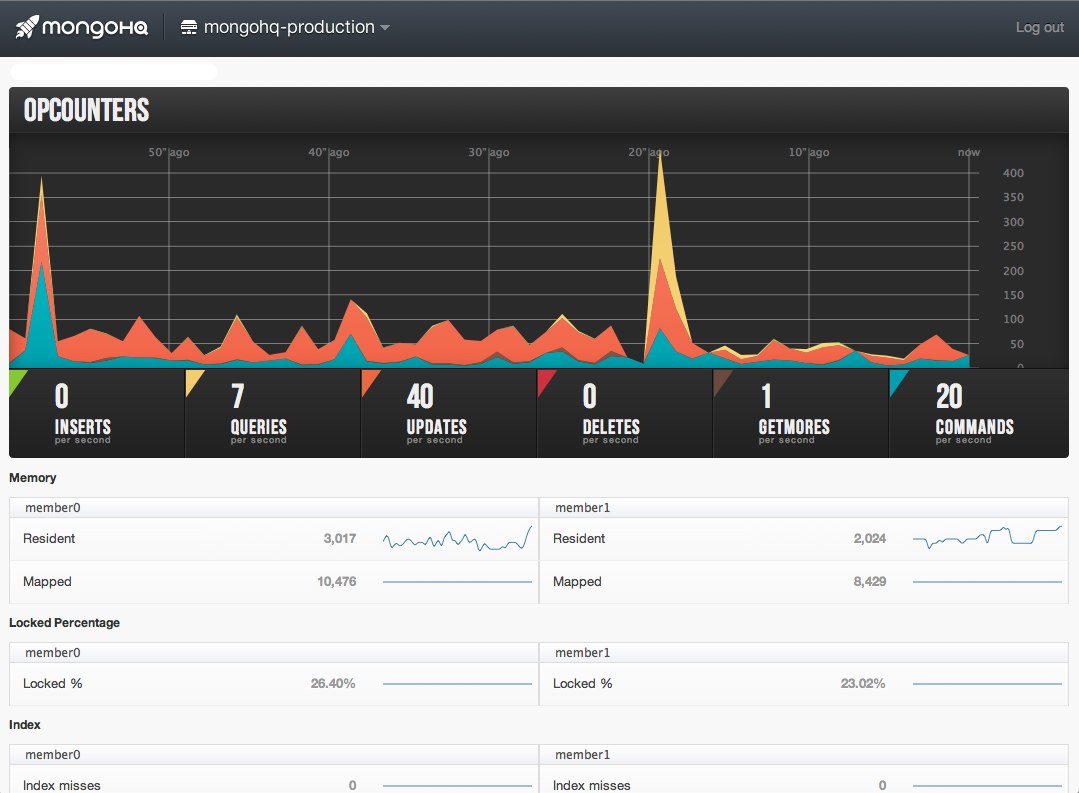 mongoHQ mongohq-production Log out
OPCOUNTERS
50" ago 40" ago 30" ago 20" ago 10" ago now
400
350
300
250
200
150
100
50
0
0 7 40 0 1 20
INSERTS QUERIES UPDATES DELETES GETMORES COMMANDS
per second per second per second per second per second per second
Memory
member0 member1
Resident 3,017 Resident 2,024
Mapped 10,476 Mapped 8,429
Locked Percentage
member0 member1
Locked % 26.40% Locked % 23.02%
Index
member0 member1
Index misses 0 Index misses 0